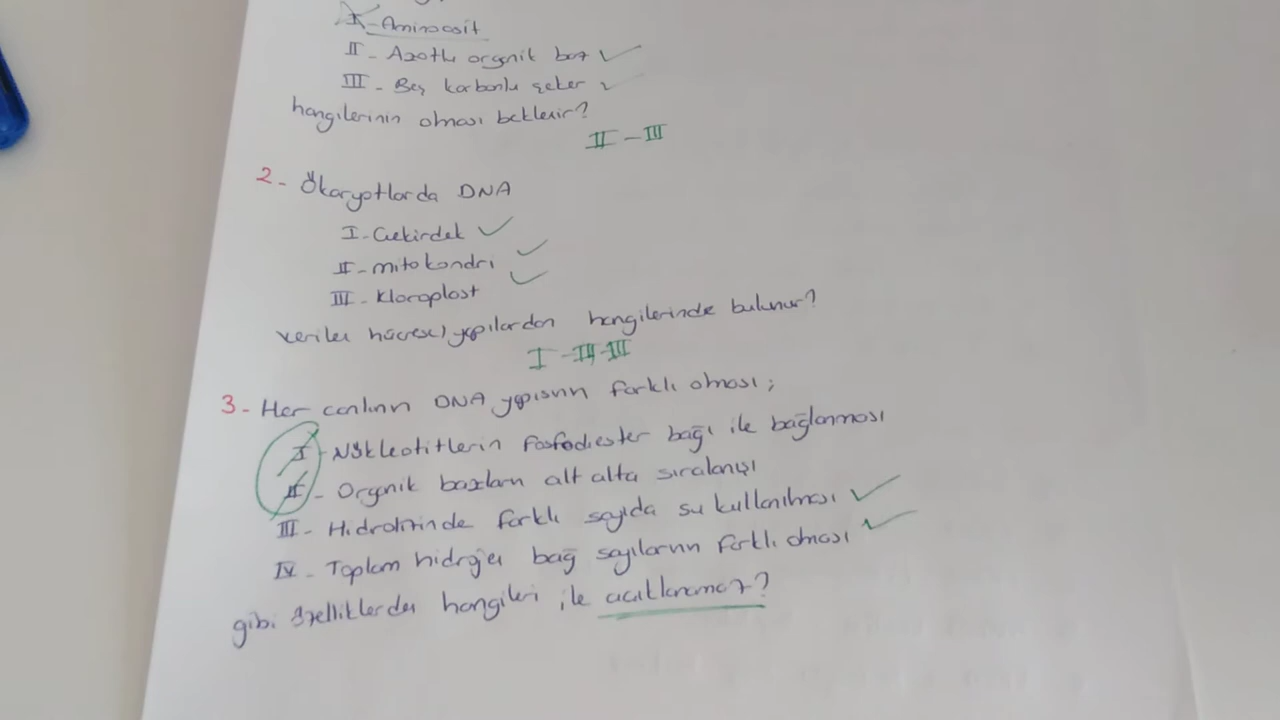 I - Aminoasit
II - Azotlu organik baz ✓
III - Beş karbonlu şeker
hangilerinin olması beklenir?
II - III
2- Ökaryotlarda DNA
I - Çekirdek ✓
II - mitokondri ✓
III - Kloroplast ✓
verilen hücresel yapılardan hangilerinde bulunur?
I - II - III
3- Her canlının DNA yapısının farklı olması;
I - Nükleotitlerin fosfodiester bağı ile bağlanması
II - Organik bazların alt alta sıralanışı
III - Hidrolizinde farklı sayıda su kullanılması ✓
IV - Toplam hidrojen bağ sayılarının farklı olması ✓
gibi özelliklerden hangileri ile açıklanamaz?